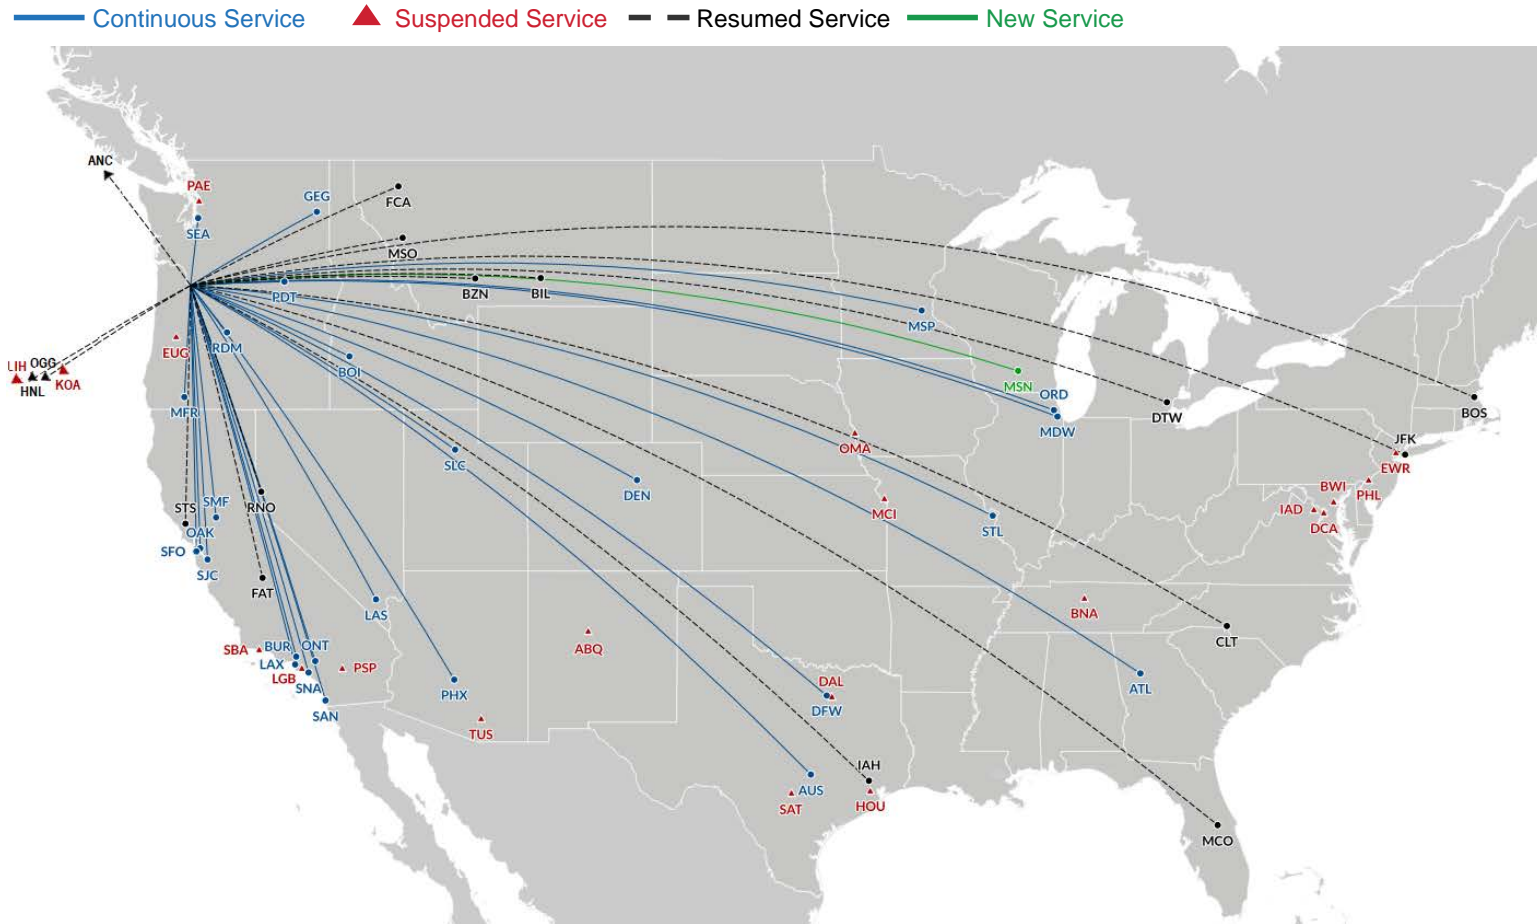 Continuous Service Suspended Service Resumed Service New Service
ANC
PAE
GEG
FCA
SEA
MSO
PDT
BZN
BIL
MSP
EUG
RDM
BOI
LIH
OGG
HNL
KOA
MSN
ORD
MFR
MDW
DTW
BOS
OMA
JFK
SLC
EWR
DEN
BWI
PHL
STS
SMF
RNO
MCI
IAD
DCA
OAK
STL
SFO
SJC
FAT
LAS
BNA
CLT
SBA
BUR
ONT
ABQ
LAX
PSP
LGB
SNA
PHX
DAL
ATL
SAN
DFW
TUS
IAH
AUS
SAT
HOU
MCO